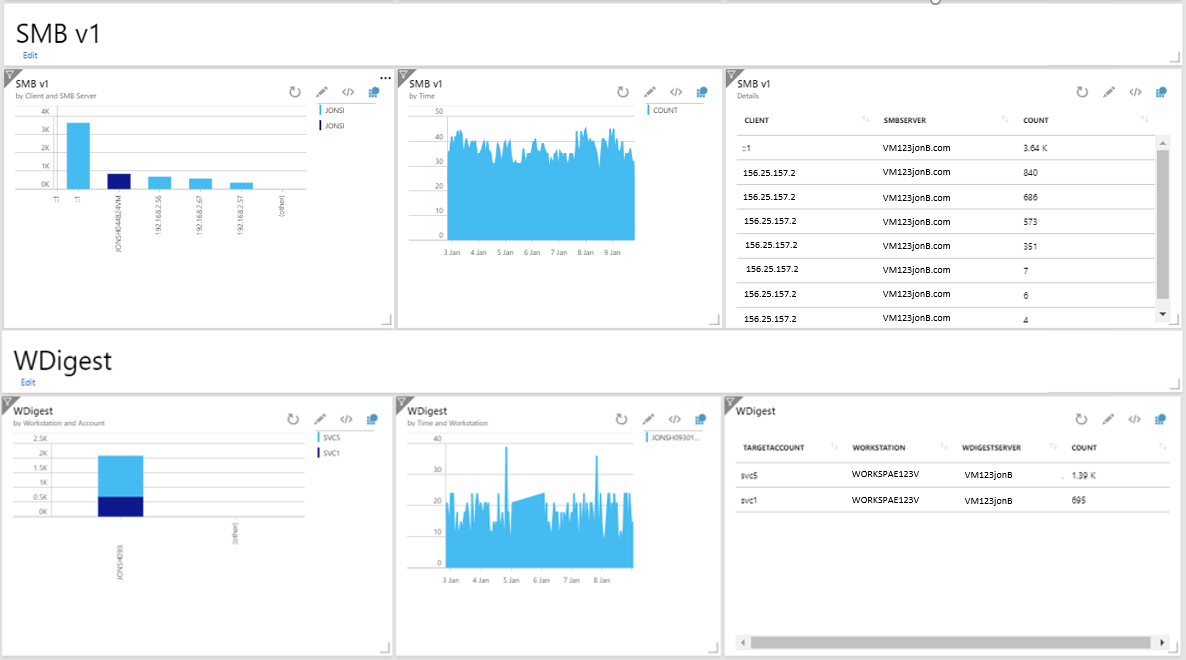 SMB v1
Edit
SMB v1
by Client and SMB Server
JONSI
JONSI
4K
3K
2K
1K
0K
::1
::1
JONSH044B24VM
192.168.2.56
192.168.2.67
192.168.2.57
(other)
SMB v1
by Time
COUNT
50
40
30
20
10
0
3 Jan 4 Jan 5 Jan 6 Jan 7 Jan 8 Jan 9 Jan
SMB v1
Details
CLIENT SMBSERVER COUNT
::1 VM123jonB.com 3.64 K
156.25.157.2 VM123jonB.com 840
156.25.157.2 VM123jonB.com 686
156.25.157.2 VM123jonB.com 573
156.25.157.2 VM123jonB.com 351
156.25.157.2 VM123jonB.com 7
156.25.157.2 VM123jonB.com 6
156.25.157.2 VM123jonB.com 4
WDigest
Edit
WDigest
by Workstation and Account
SVC5
SVC1
2.5K
2K
1.5K
1K
0.5K
0K
JONSH093
(other)
WDigest
by Time and Workstation
JONSH09301...
40
30
20
10
0
3 Jan 4 Jan 5 Jan 6 Jan 7 Jan 8 Jan
WDigest
TARGETACCOUNT WORKSTATION WDIGESTSERVER COUNT
svc5 WORKSPAE123V VM123jonB 1.39 K
svc1 WORKSPAE123V VM123jonB 695